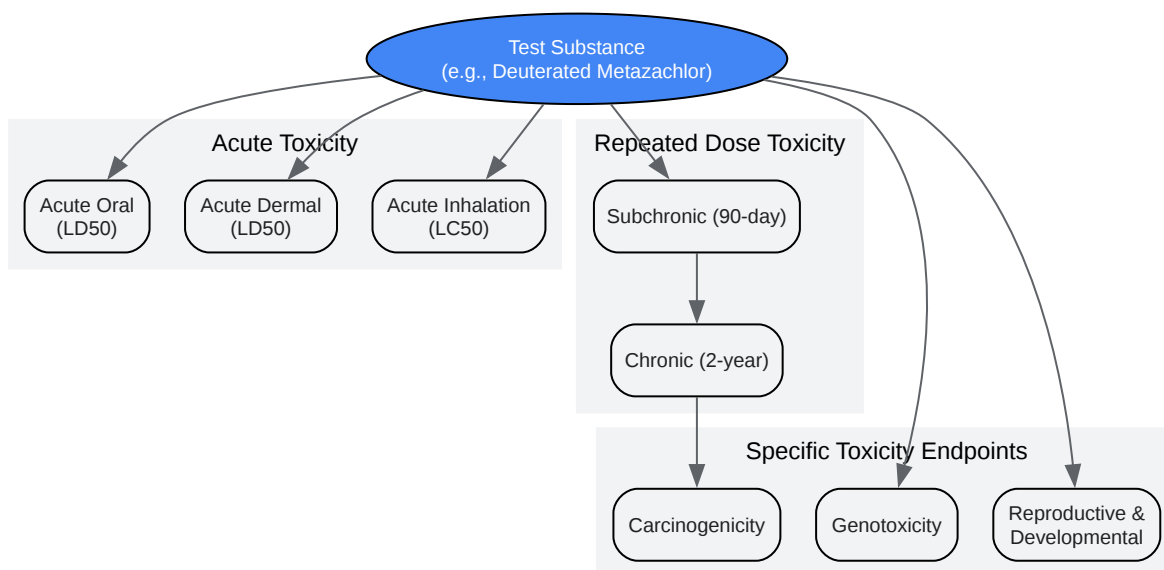 Test Substance
(e.g., Deuterated Metazachlor)
Acute Toxicity
Acute Oral
(LD50)
Acute Dermal
(LD50)
Acute Inhalation
(LC50)
Repeated Dose Toxicity
Subchronic (90-day)
Chronic (2-year)
Specific Toxicity Endpoints
Carcinogenicity
Genotoxicity
Reproductive &
Developmental